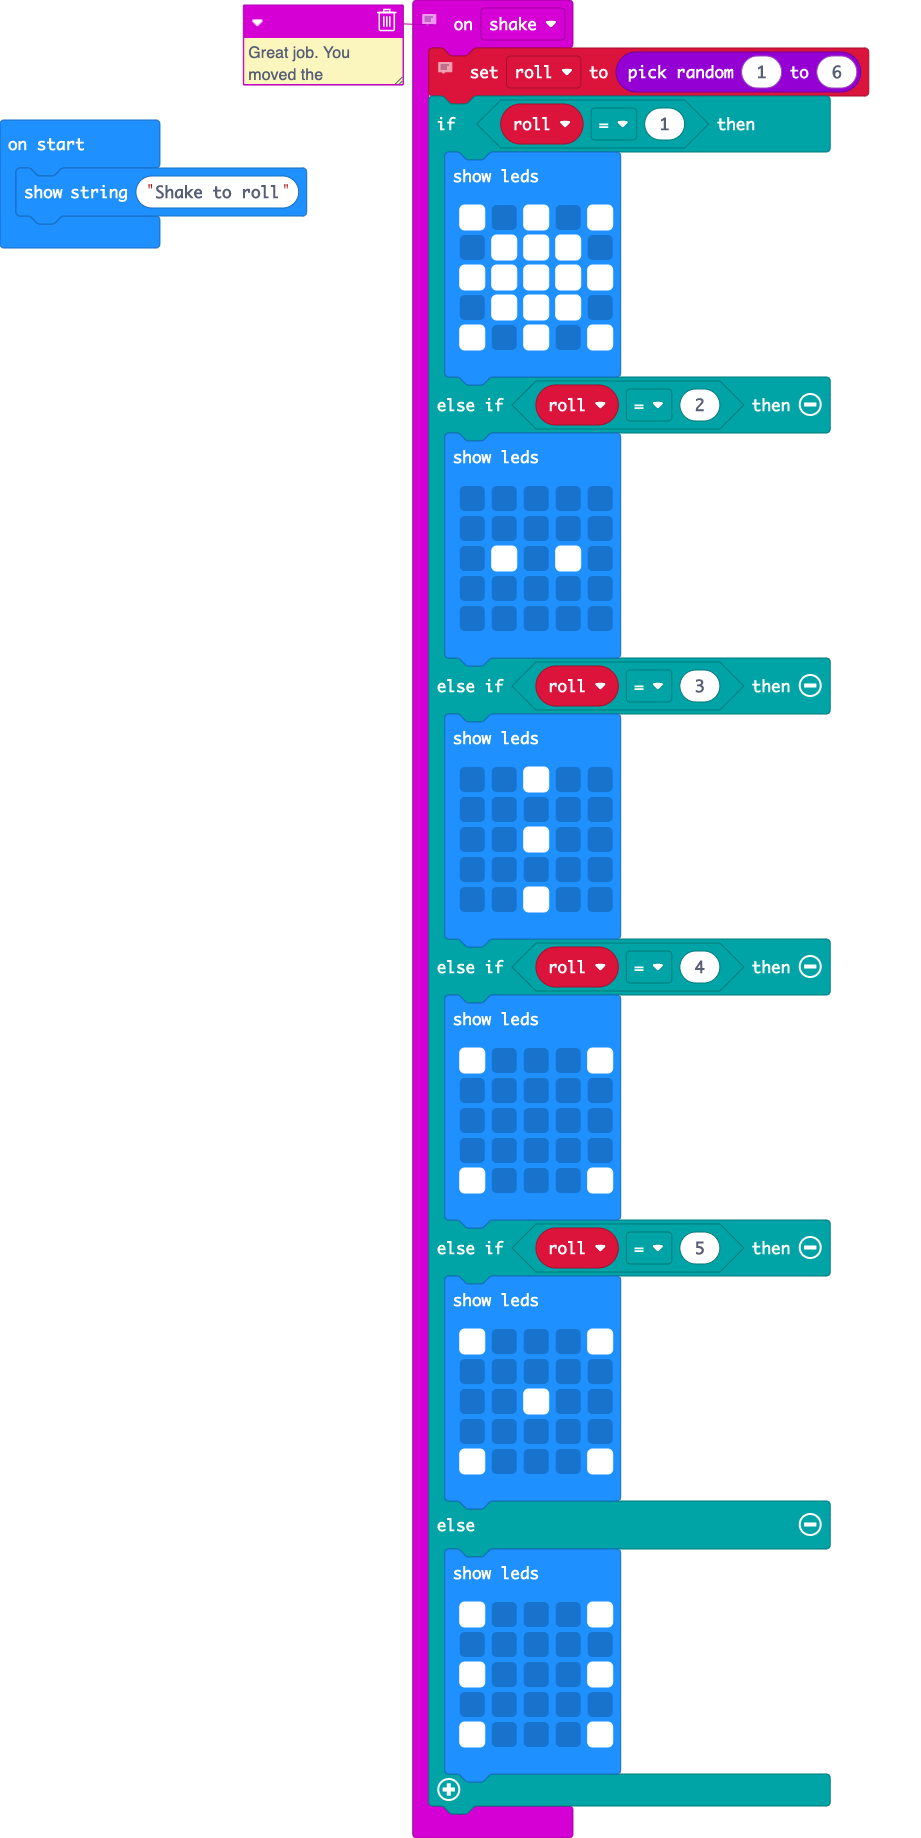 Great job. You
moved the
on shake
set roll to pick random 1 to 6
on start
show string "Shake to roll"
if roll = 1 then
show leds
else if roll = 2 then
show leds
else if roll = 3 then
show leds
else if roll = 4 then
show leds
else if roll = 5 then
show leds
else
show leds